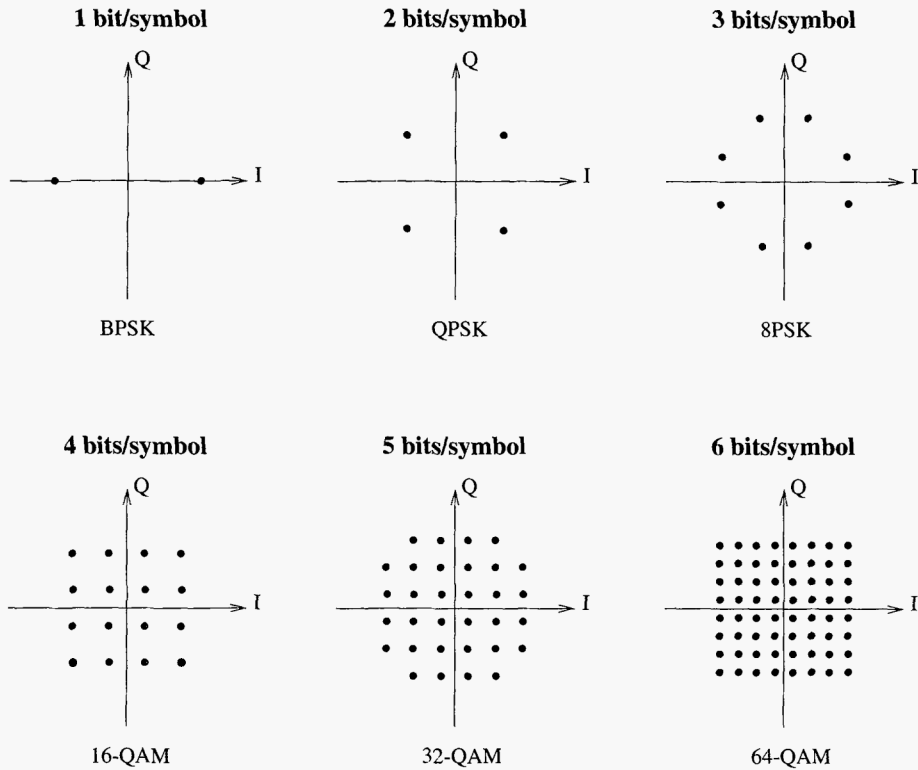 1 bit/symbol 2 bits/symbol 3 bits/symbol
Q Q Q
I I I
BPSK QPSK 8PSK
4 bits/symbol 5 bits/symbol 6 bits/symbol
Q Q Q
I I I
16-QAM 32-QAM 64-QAM